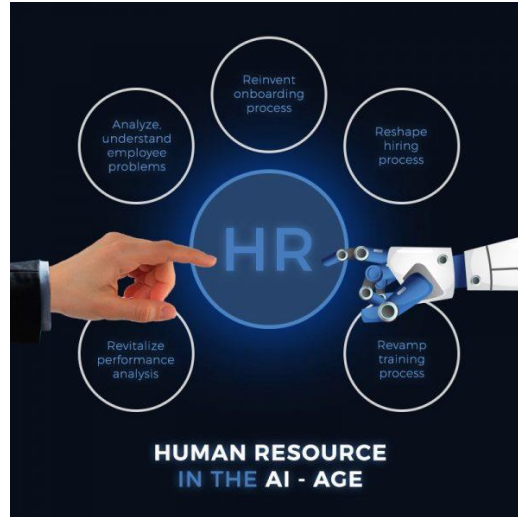 Reinvent
onboarding
process
Analyze,
understand
employee
problems
Reshape
hiring
process
HR
Revitalize
performance
analysis
Revamp
training
process
HUMAN RESOURCE
IN THE AI - AGE